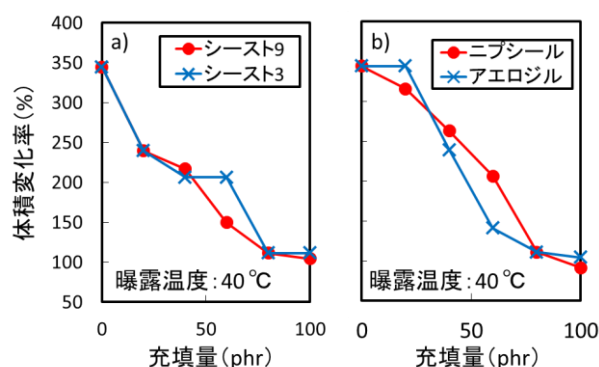 a)
シースト9
シースト3
400
350
300
250
200
150
100
50
体積変化率(%)
曝露温度:40℃
0
50
100
充填量(phr)
b)
ニプシール
アエロジル
曝露温度:40℃
0
50
100
充填量(phr)